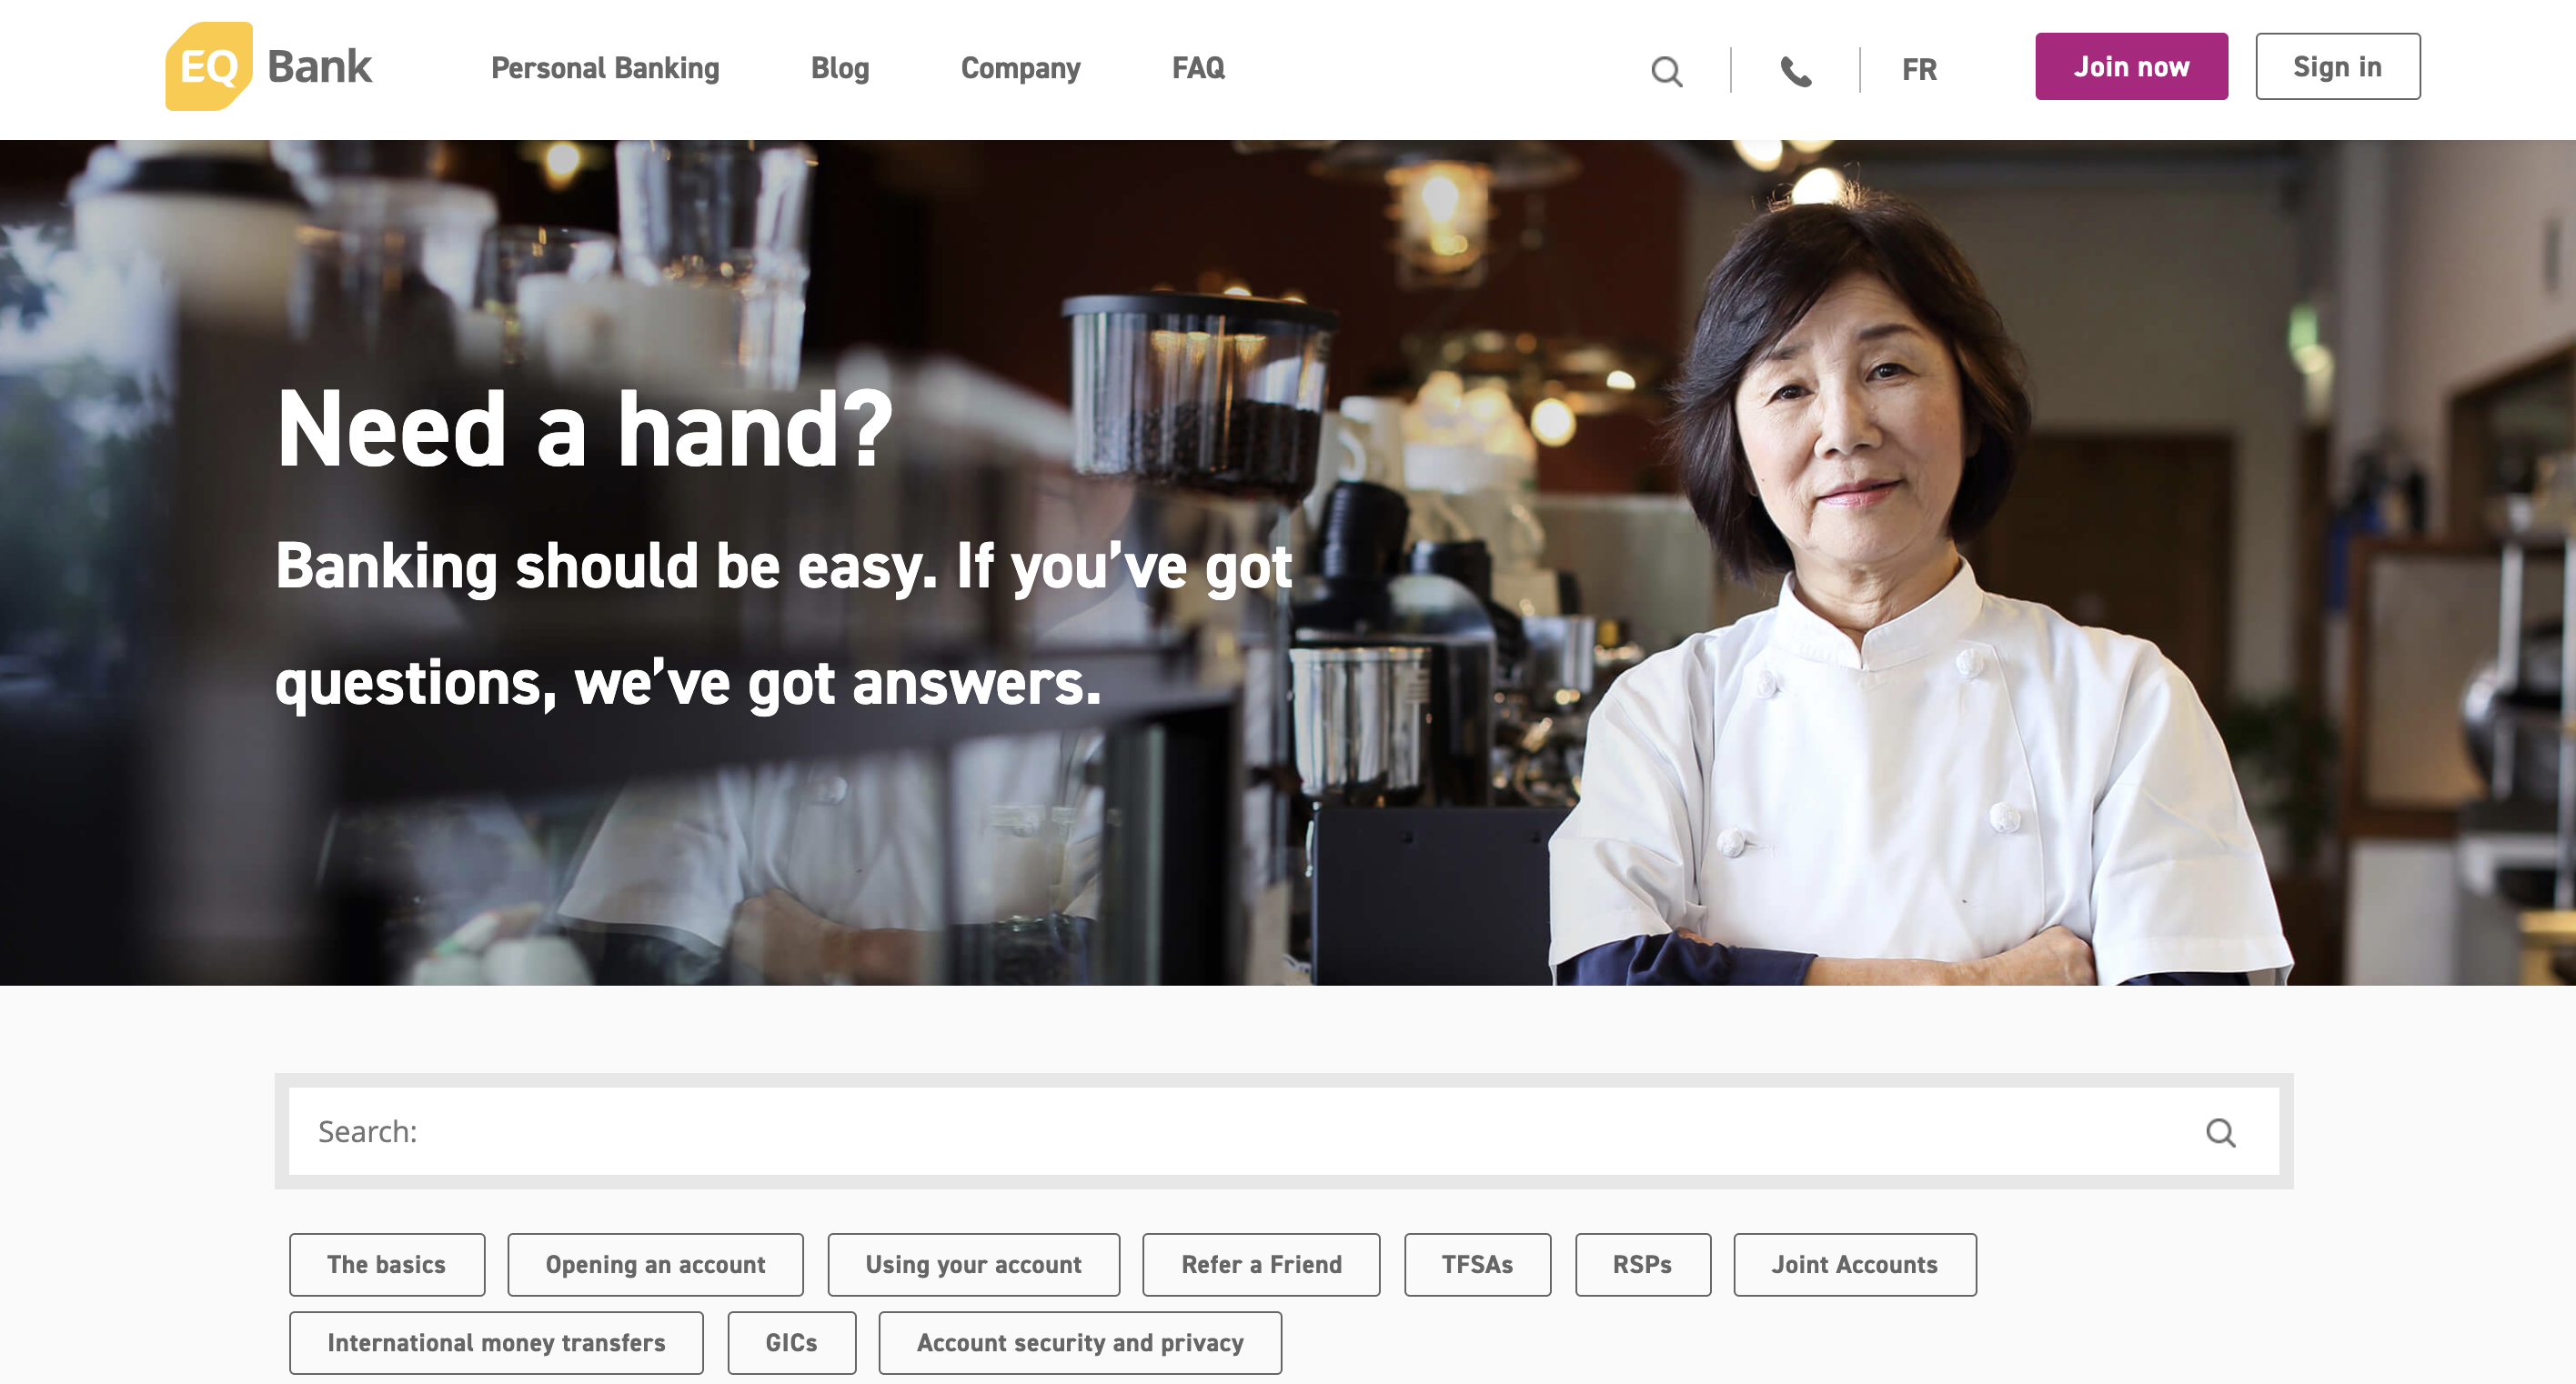 EQ Bank
Personal Banking
Blog
Company
FAQ
FR
Join now
Sign in
Need a hand?
Banking should be easy. If you’ve got
questions, we’ve got answers.
Search:
The basics
Opening an account
Using your account
Refer a Friend
TFSAs
RSPs
Joint Accounts
International money transfers
GICs
Account security and privacy